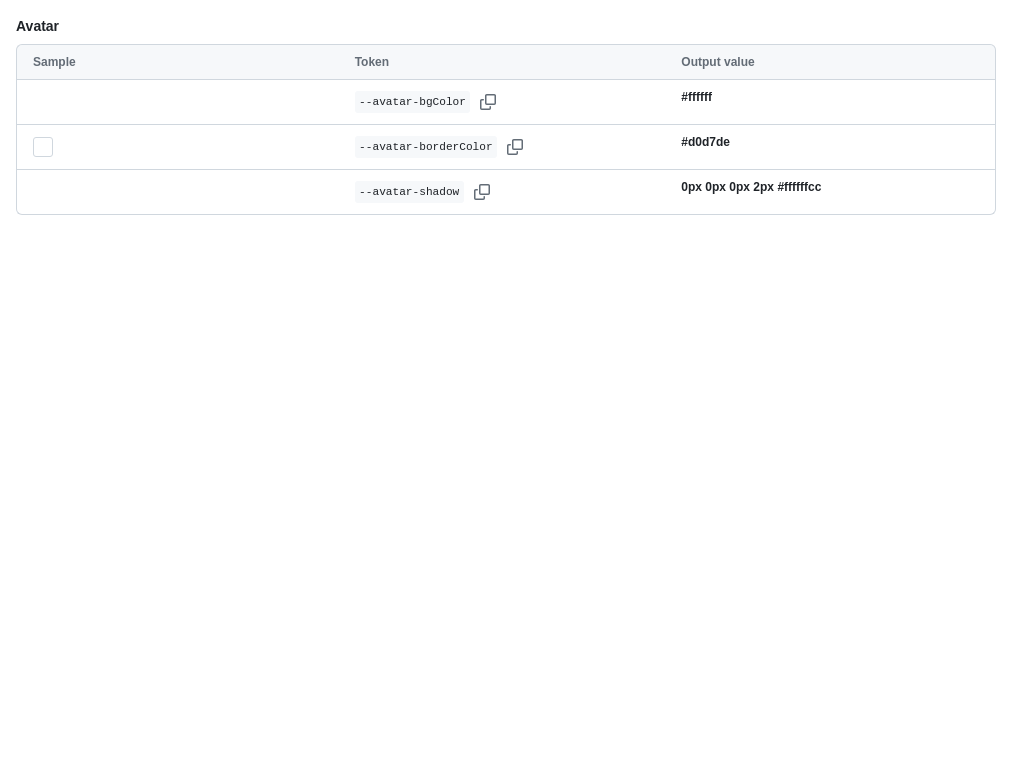 Avatar
Sample Token Output value
--avatar-bgColor #ffffff
--avatar-borderColor #d0d7de
--avatar-shadow 0px 0px 0px 2px #ffffffcc